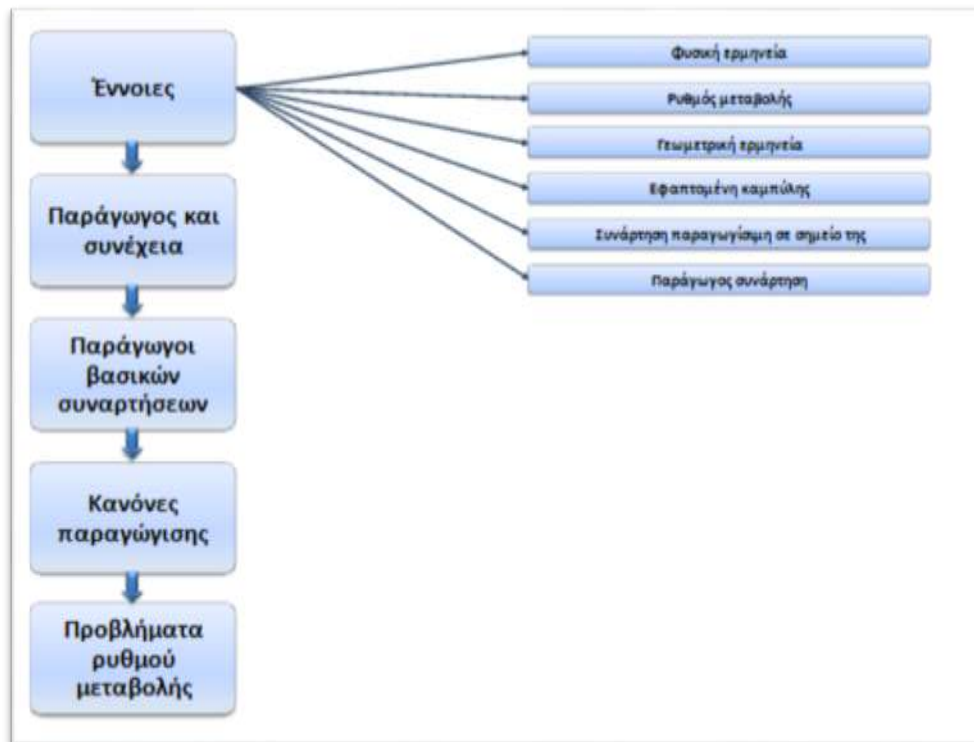 Έννοιες
Φυσική ερμηνεία
Ρυθμός μεταβολής
Γεωμετρική ερμηνεία
Εφαπτομένη καμπύλης
Συνάρτηση παραγωγίσιμη σε σημείο της
Παράγωγος συνάρτηση
Παράγωγος και
συνέχεια
Παράγωγοι
βασικών
συναρτήσεων
Κανόνες
παραγώγισης
Προβλήματα
ρυθμού
μεταβολής